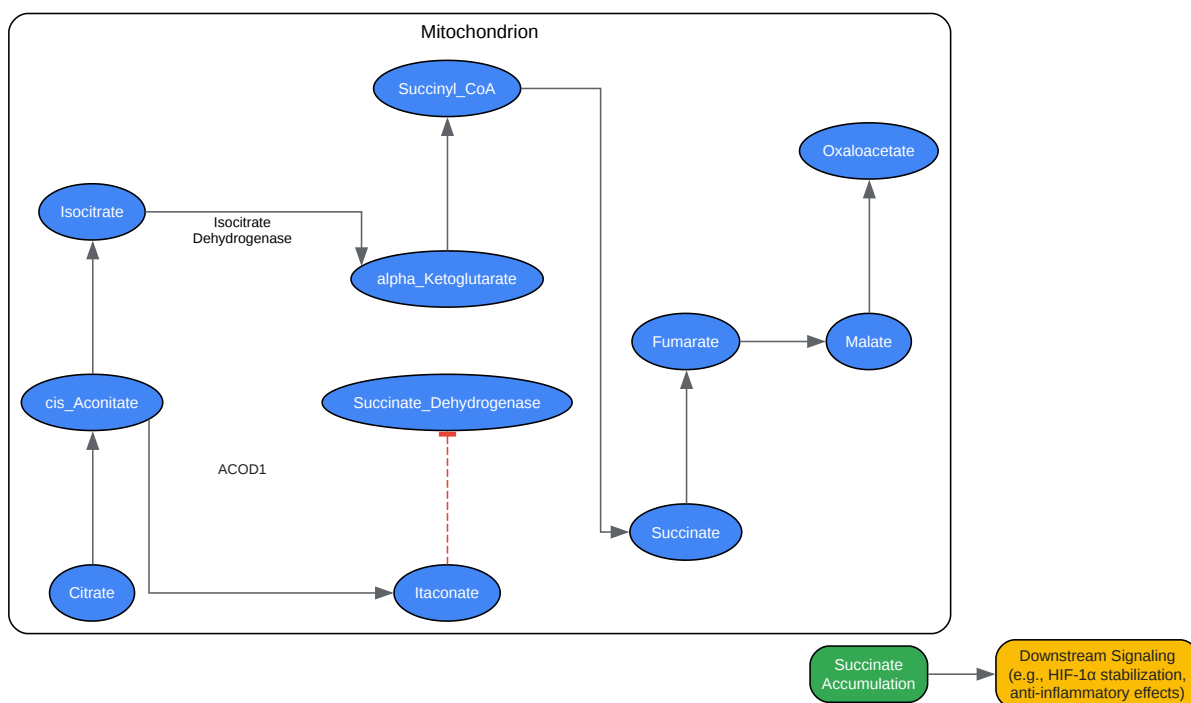 Mitochondrion
Succinyl_CoA
Oxaloacetate
Isocitrate
Isocitrate
Dehydrogenase
alpha_Ketoglutarate
Fumarate
Malate
cis_Aconitate
Succinate_Dehydrogenase
ACOD1
Succinate
Citrate
Itaconate
Succinate
Accumulation
Downstream Signaling
(e.g., HIF-1α stabilization,
anti-inflammatory effects)